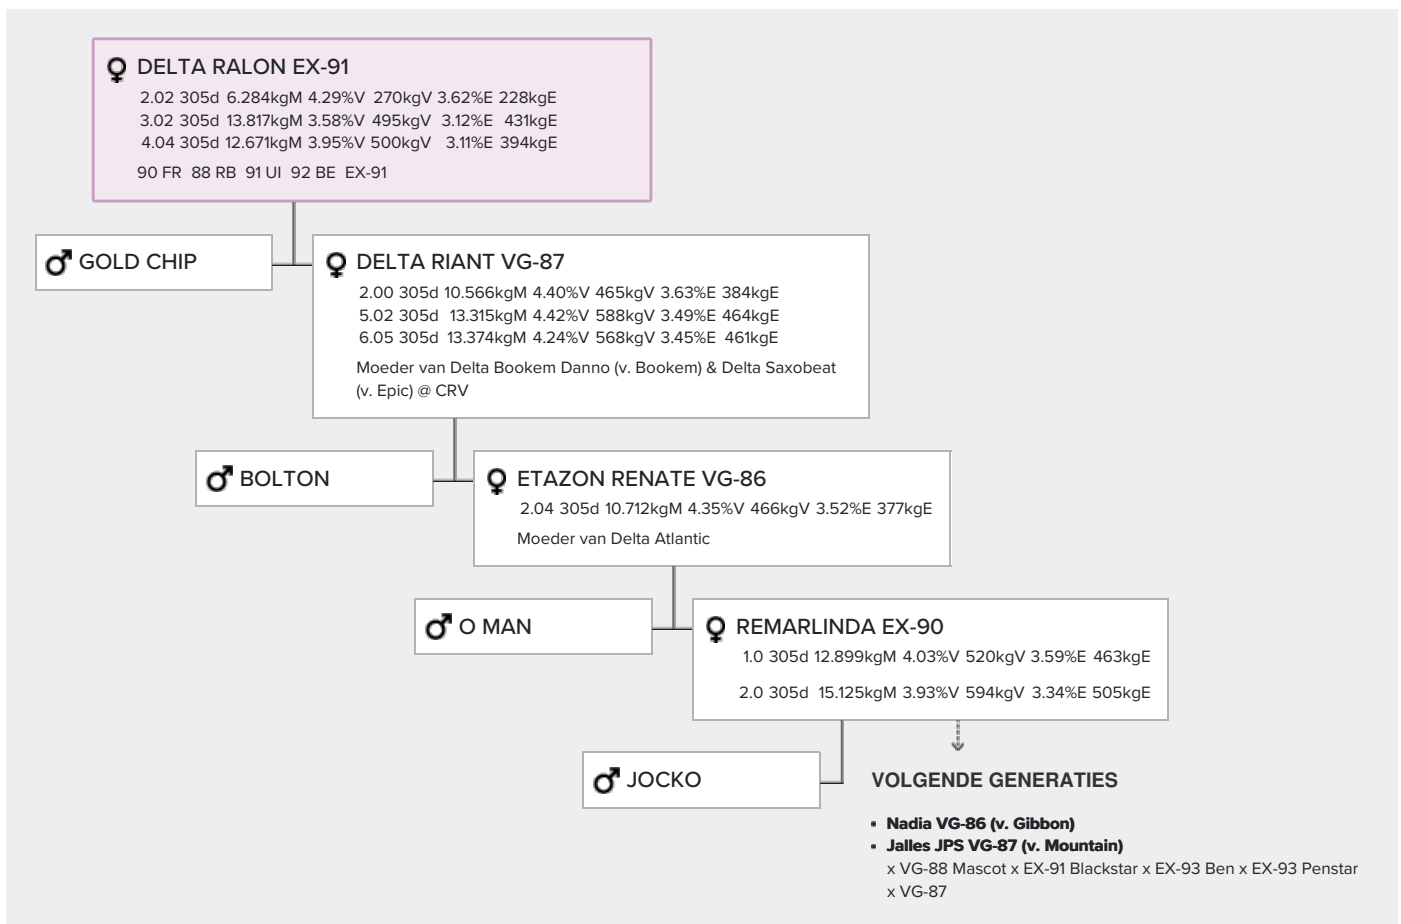 DELTA RALON EX-91
2.02 305d 6.284kgM 4.29%V 270kgV 3.62%E 228kgE
3.02 305d 13.817kgM 3.58%V 495kgV 3.12%E 431kgE
4.04 305d 12.671kgM 3.95%V 500kgV 3.11%E 394kgE
90 FR 88 RB 91 UI 92 BE EX-91
GOLD CHIP
DELTA RIANT VG-87
2.00 305d 10.566kgM 4.40%V 465kgV 3.63%E 384kgE
5.02 305d 13.315kgM 4.42%V 588kgV 3.49%E 464kgE
6.05 305d 13.374kgM 4.24%V 568kgV 3.45%E 461kgE
Moeder van Delta Bookem Danno (v. Bookem) & Delta Saxobeat
(v. Epic) @ CRV
BOLTON
ETAZON RENATE VG-86
2.04 305d 10.712kgM 4.35%V 466kgV 3.52%E 377kgE
Moeder van Delta Atlantic
O MAN
REMARLINDA EX-90
1.0 305d 12.899kgM 4.03%V 520kgV 3.59%E 463kgE
2.0 305d 15.125kgM 3.93%V 594kgV 3.34%E 505kgE
JOCKO
VOLGENDE GENERATIES
▪ Nadia VG-86 (v. Gibbon)
▪ Jalles JPS VG-87 (v. Mountain)
x VG-88 Mascot x EX-91 Blackstar x EX-93 Ben x EX-93 Penstar
x VG-87